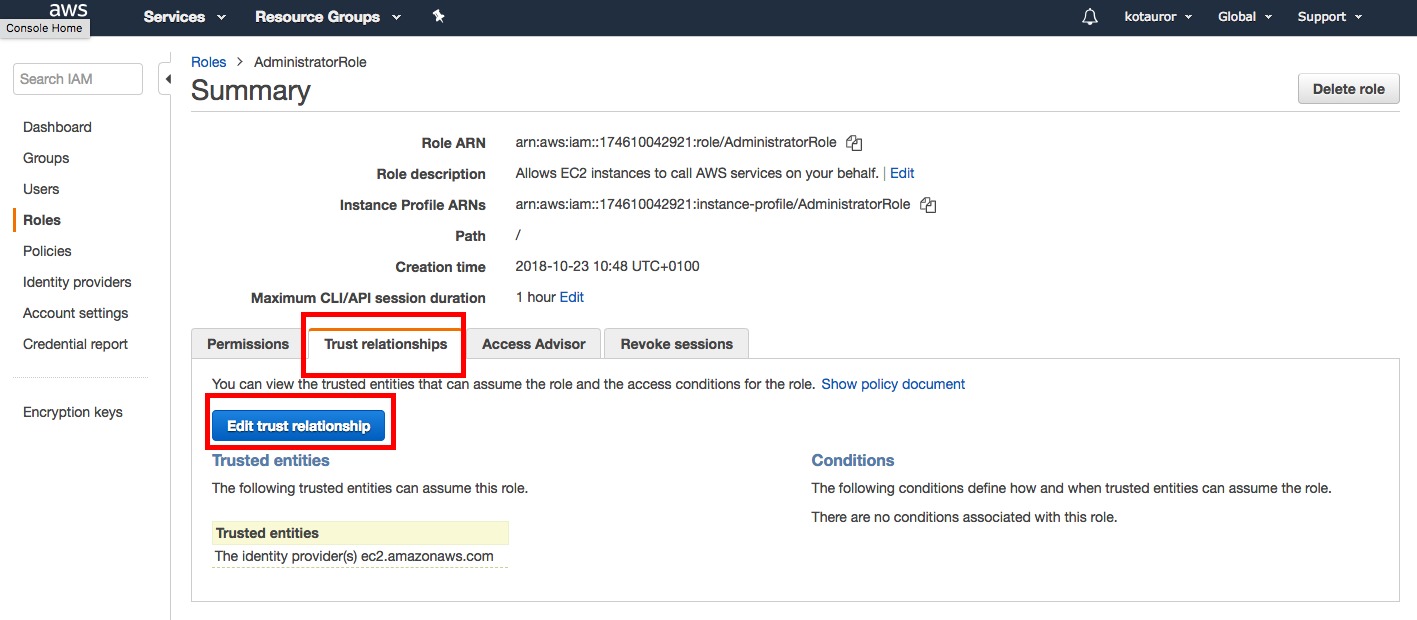 aws
Console Home
Services
Resource Groups
kotauror
Global
Support
Search IAM
Dashboard
Groups
Users
Roles
Policies
Identity providers
Account settings
Credential report
Encryption keys
Roles > AdministratorRole
Summary
Delete role
Role ARN arn:aws:iam::174610042921:role/AdministratorRole
Role description Allows EC2 instances to call AWS services on your behalf. | Edit
Instance Profile ARNs arn:aws:iam::174610042921:instance-profile/AdministratorRole
Path /
Creation time 2018-10-23 10:48 UTC+0100
Maximum CLI/API session duration 1 hour Edit
Permissions Trust relationships Access Advisor Revoke sessions
You can view the trusted entities that can assume the role and the access conditions for the role. Show policy document
Edit trust relationship
Trusted entities
The following trusted entities can assume this role.
Trusted entities
The identity provider(s) ec2.amazonaws.com
Conditions
The following conditions define how and when trusted entities can assume the role.
There are no conditions associated with this role.